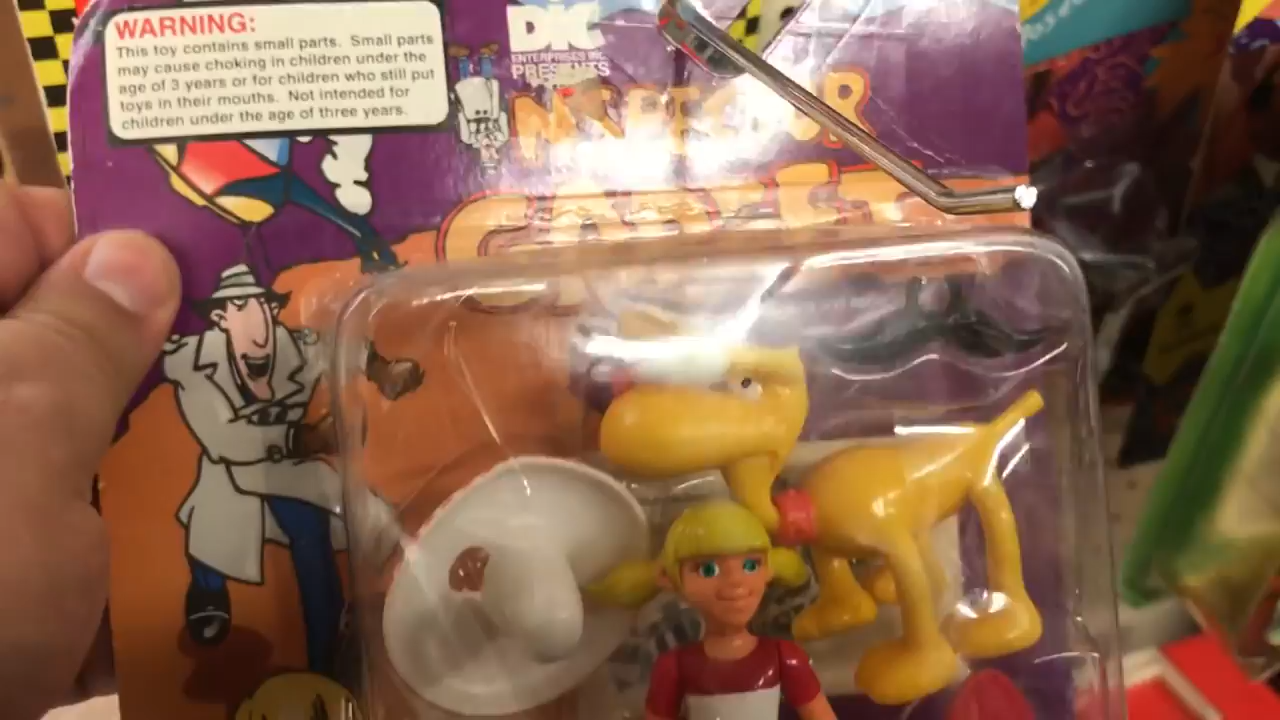 WARNING:
This toy contains small parts. Small parts
may cause choking in children under the
age of 3 years or for children who still put
toys in their mouths. Not intended for
children under the age of three years.
DIC
ENTERPRISES INC.
PRESENTS
INSPECTOR
GADGET